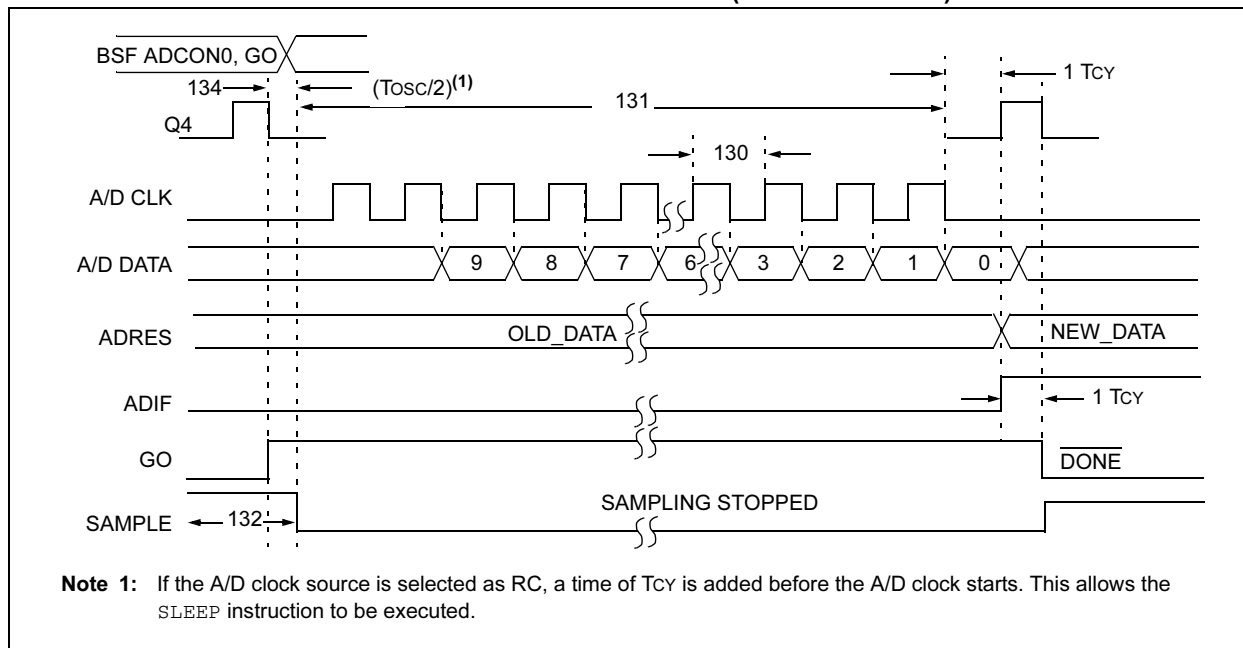 BSF ADCON0, GO
134
(TOSC/2)(1)
131
1 TCY
Q4
130
A/D CLK
A/D DATA
9 8 7 6 3 2 1 0
ADRES
OLD_DATA
NEW_DATA
ADIF
1 TCY
GO
DONE
SAMPLE
132
SAMPLING STOPPED
Note 1: If the A/D clock source is selected as RC, a time of TCY is added before the A/D clock starts. This allows the
SLEEP instruction to be executed.